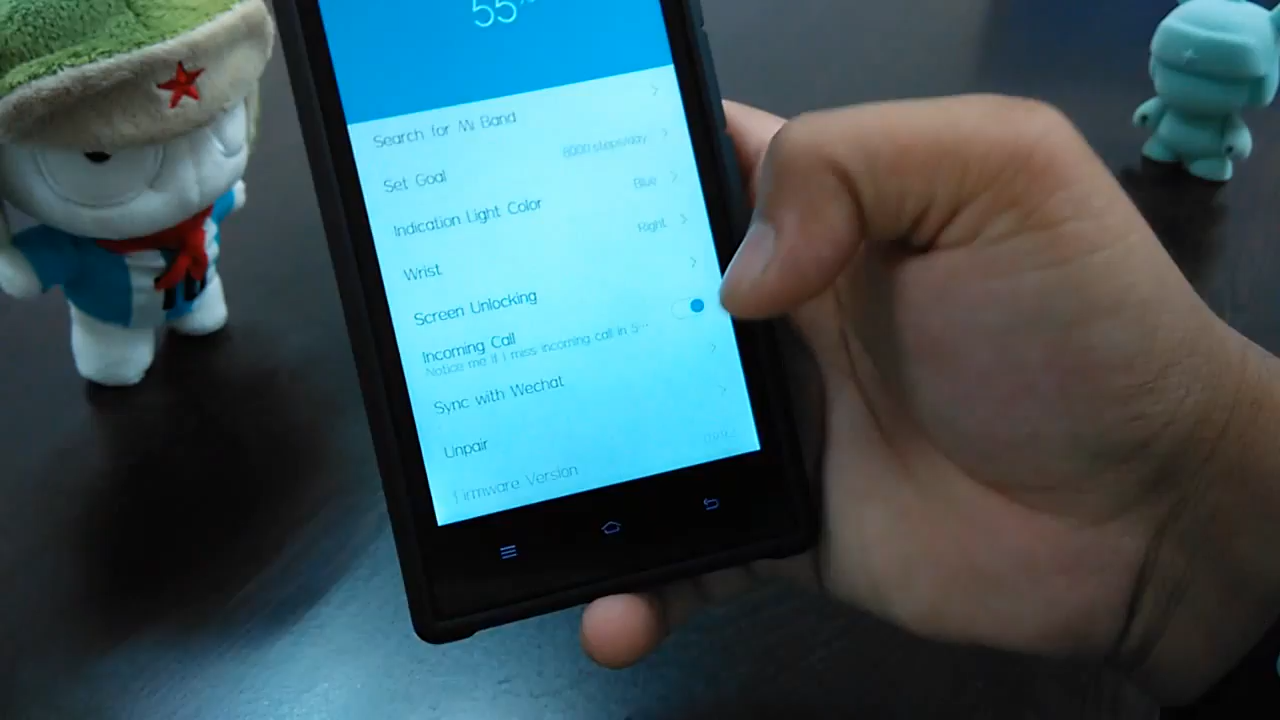 55%
Search for Mi Band
Set Goal
8000 steps/day
Indication Light Color
Blue
Wrist
Right
Screen Unlocking
Incoming Call
Notice me if I miss incoming call in 5···
Sync with Wechat
Unpair
Firmware Version